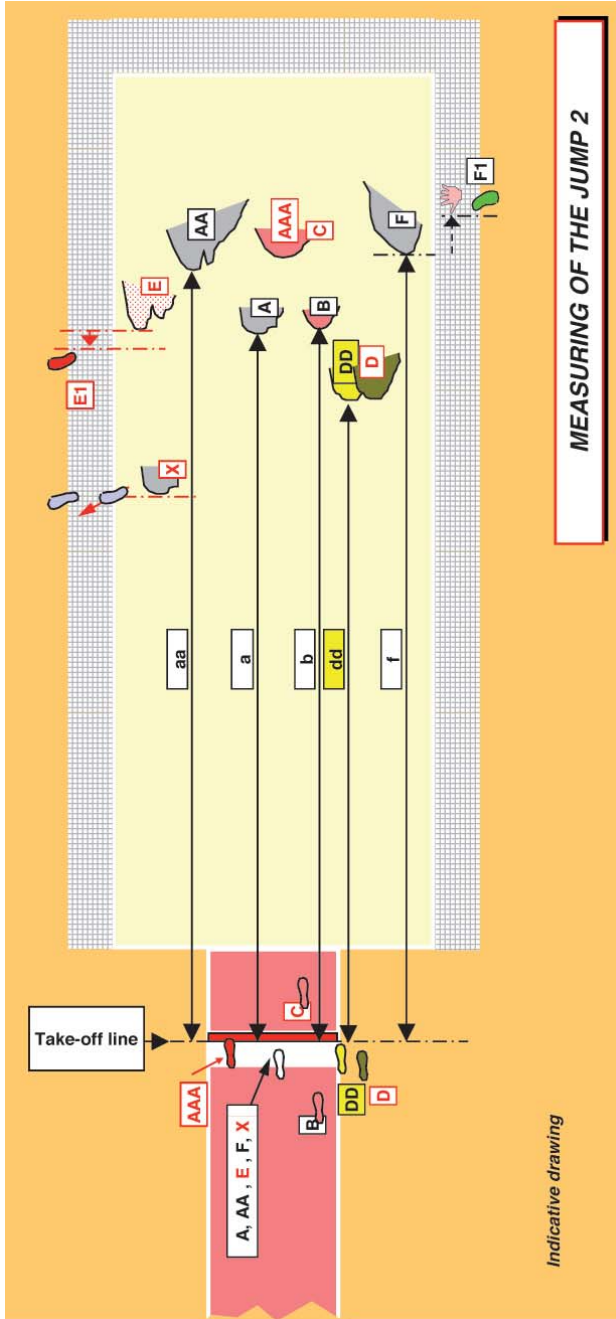 MEASURING OF THE JUMP 2
E1
E
X
AA
AAA
C
A
B
DD
D
F
F1
aa
a
b
dd
f
Take-off line
AAA
A, AA , E , F, X
C
B
DD
D
Indicative drawing